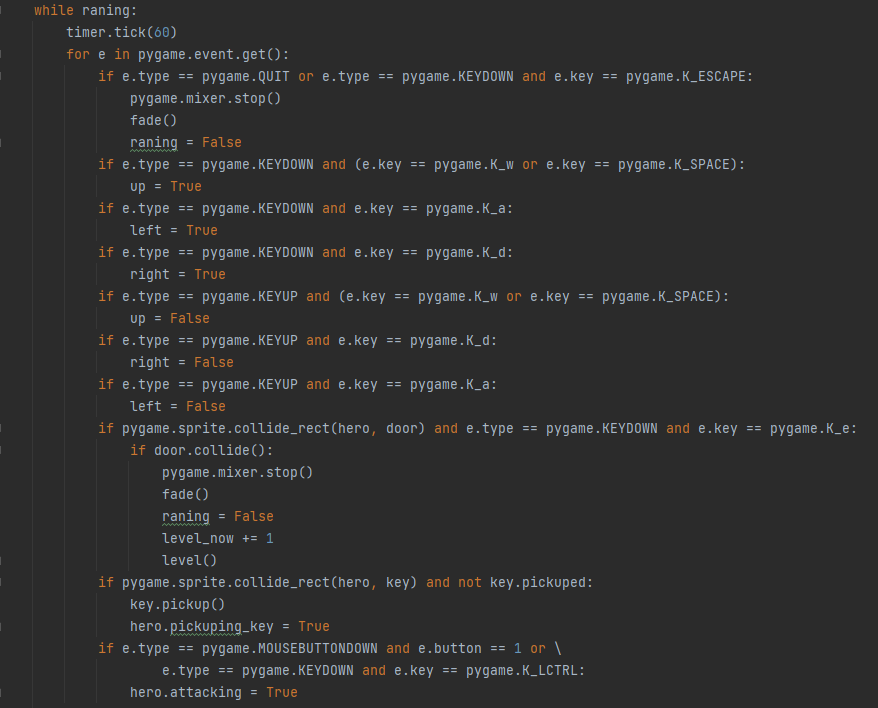 while raning:
    timer.tick(60)
    for e in pygame.event.get():
        if e.type == pygame.QUIT or e.type == pygame.KEYDOWN and e.key == pygame.K_ESCAPE:
            pygame.mixer.stop()
            fade()
            raning = False
        if e.type == pygame.KEYDOWN and (e.key == pygame.K_w or e.key == pygame.K_SPACE):
            up = True
        if e.type == pygame.KEYDOWN and e.key == pygame.K_a:
            left = True
        if e.type == pygame.KEYDOWN and e.key == pygame.K_d:
            right = True
        if e.type == pygame.KEYUP and (e.key == pygame.K_w or e.key == pygame.K_SPACE):
            up = False
        if e.type == pygame.KEYUP and e.key == pygame.K_d:
            right = False
        if e.type == pygame.KEYUP and e.key == pygame.K_a:
            left = False
        if pygame.sprite.collide_rect(hero, door) and e.type == pygame.KEYDOWN and e.key == pygame.K_e:
            if door.collide():
                pygame.mixer.stop()
                fade()
                raning = False
                level_now += 1
                level()
        if pygame.sprite.collide_rect(hero, key) and not key.pickuped:
            key.pickup()
            hero.pickuping_key = True
        if e.type == pygame.MOUSEBUTTONDOWN and e.button == 1 or \
                e.type == pygame.KEYDOWN and e.key == pygame.K_LCTRL:
            hero.attacking = True